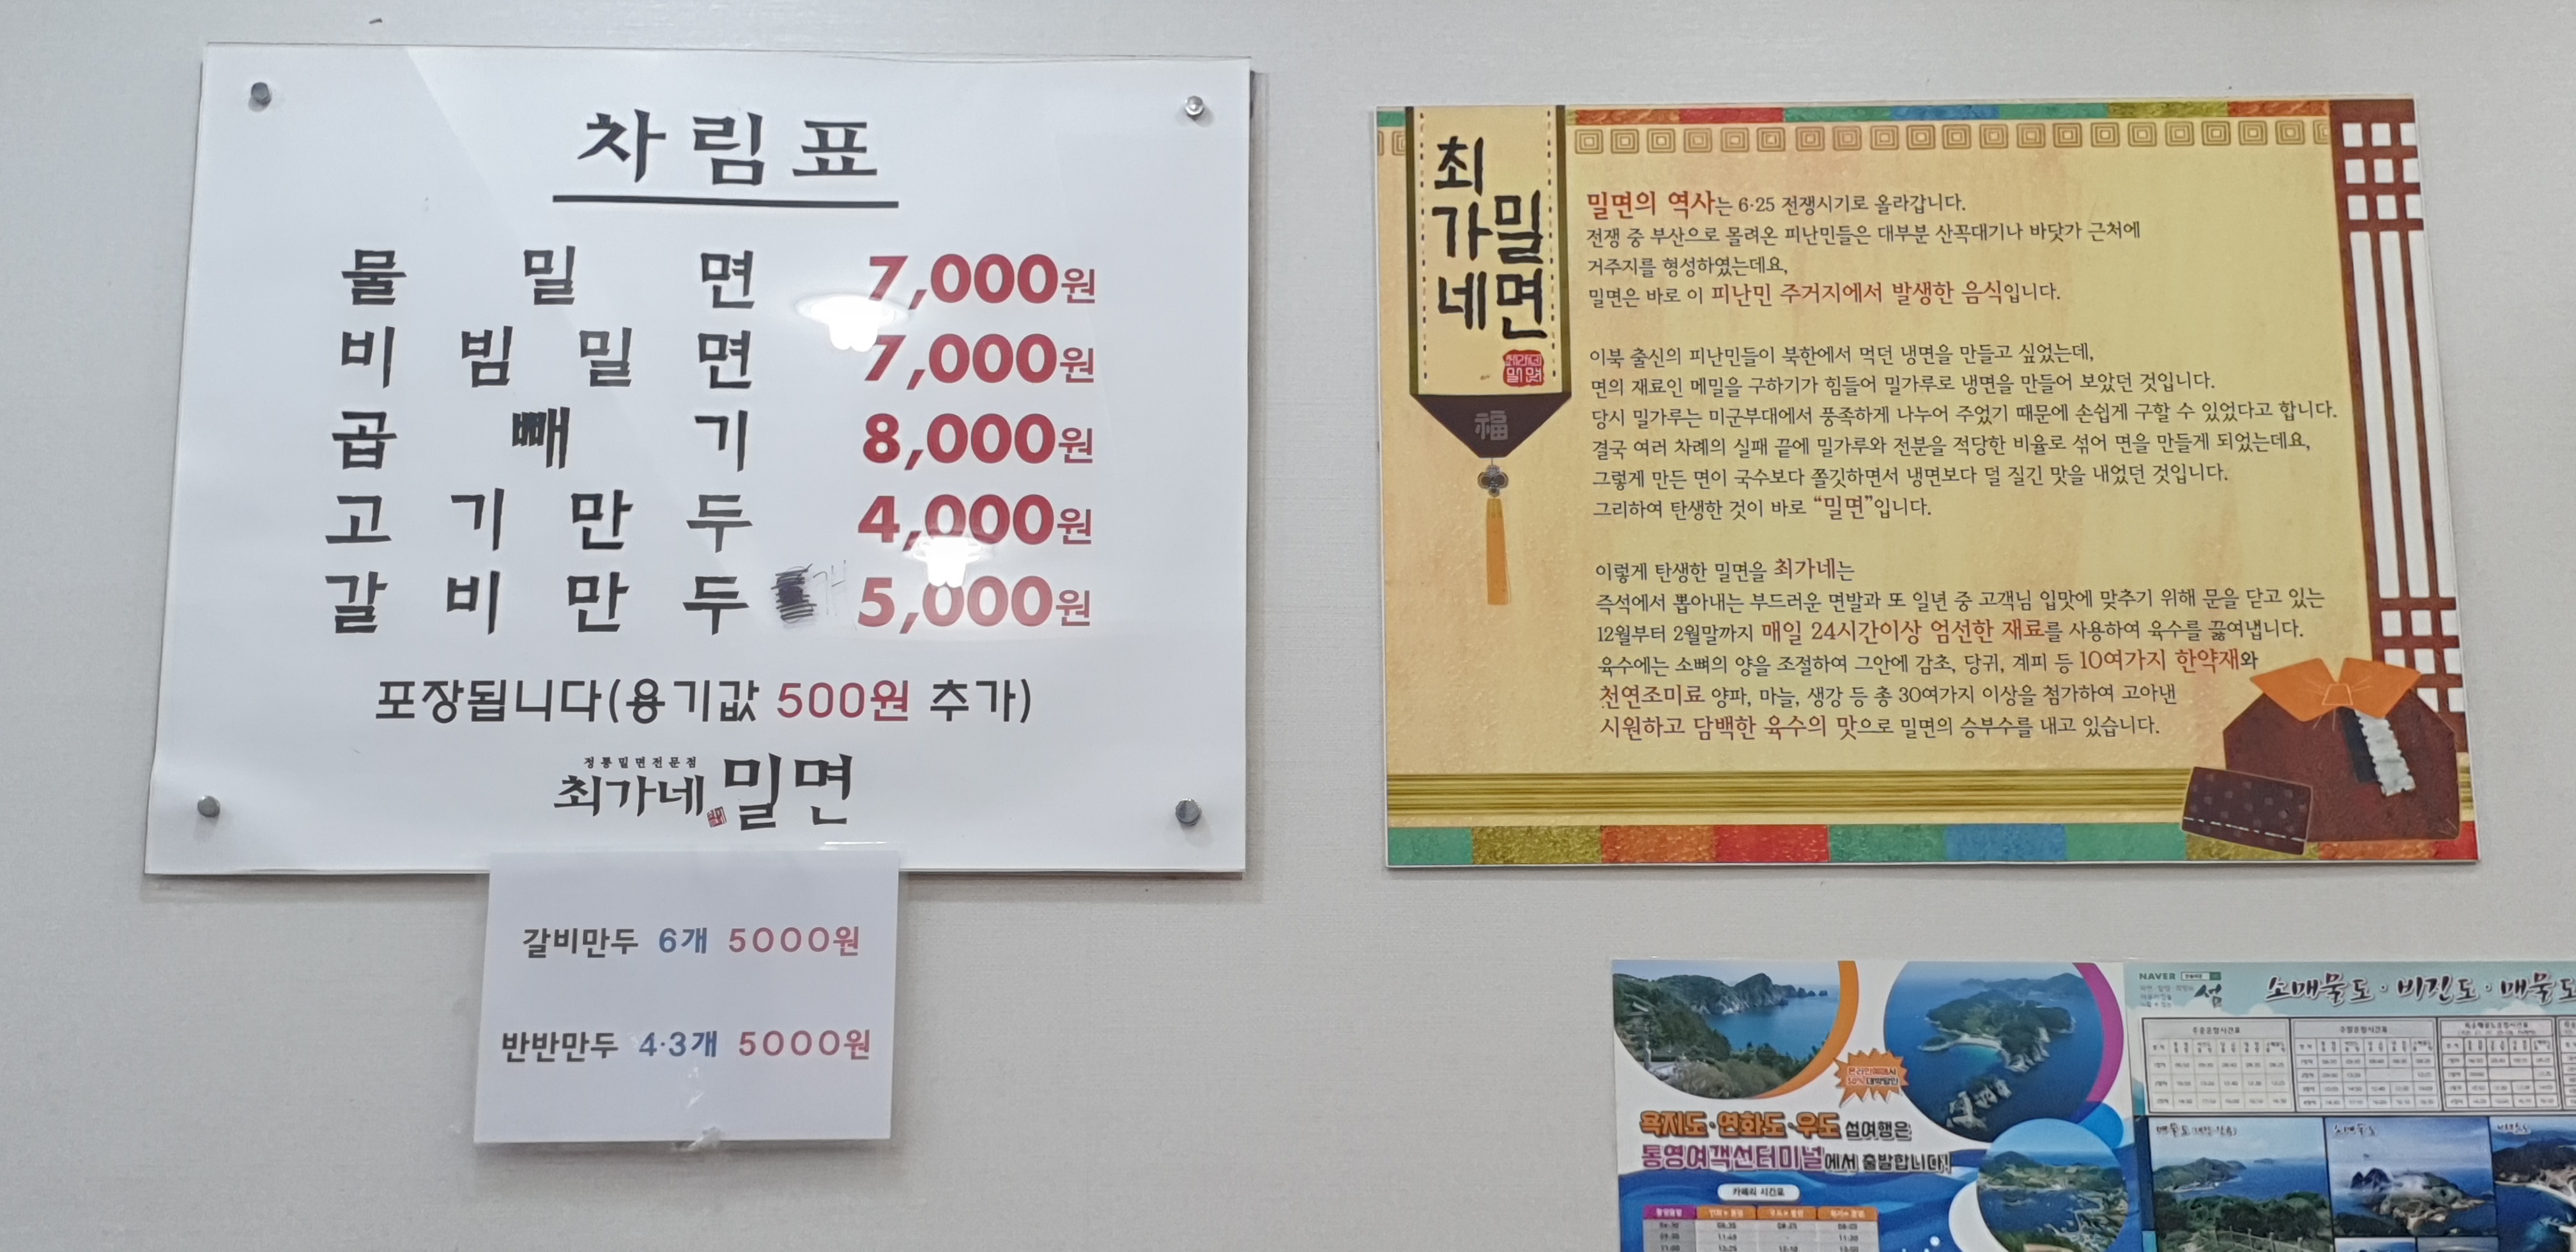 차림표
물밀면 7,000원
비빔밀면 7,000원
곱빼기 8,000원
고기만두 4,000원
갈비만두 개 5,000원
포장됩니다(용기값 500원 추가)
정통밀면전문점
최가네 밀면
갈비만두 6개 5000원
반반만두 4·3개 5000원
최가네
밀면
福
밀면의 역사는 6·25 전쟁시기로 올라갑니다.
전쟁 중 부산으로 몰려온 피난민들은 대부분 산꼭대기나 바닷가 근처에
거주지를 형성하였는데요,
밀면은 바로 이 피난민 주거지에서 발생한 음식입니다.
이북 출신의 피난민들이 북한에서 먹던 냉면을 만들고 싶었는데,
면의 재료인 메밀을 구하기가 힘들어 밀가루로 냉면을 만들어 보았던 것입니다.
당시 밀가루는 미군부대에서 풍족하게 나누어 주었기 때문에 손쉽게 구할 수 있었다고 합니다.
결국 여러 차례의 실패 끝에 밀가루와 전분을 적당한 비율로 섞어 면을 만들게 되었는데요,
그렇게 만든 면이 국수보다 쫄깃하면서 냉면보다 덜 질긴 맛을 내었던 것입니다.
그리하여 탄생한 것이 바로 “밀면”입니다.
이렇게 탄생한 밀면을 최가네는
즉석에서 뽑아내는 부드러운 면발과 또 일년 중 고객님 입맛에 맞추기 위해 문을 닫고 있는
12월부터 2월말까지 매일 24시간이상 엄선한 재료를 사용하여 육수를 끓여냅니다.
육수에는 소뼈의 양을 조절하여 그안에 감초, 당귀, 계피 등 10여가지 한약재와
천연조미료 양파, 마늘, 생강 등 총 30여가지 이상을 첨가하여 고아낸
시원하고 담백한 육수의 맛으로 밀면의 승부수를 내고 있습니다.
욕지도·연화도·우도 섬여행은
통영여객선터미널에서 출발합니다!
카페리 시간표
NAVER
섬
소매물도·비진도·매물도